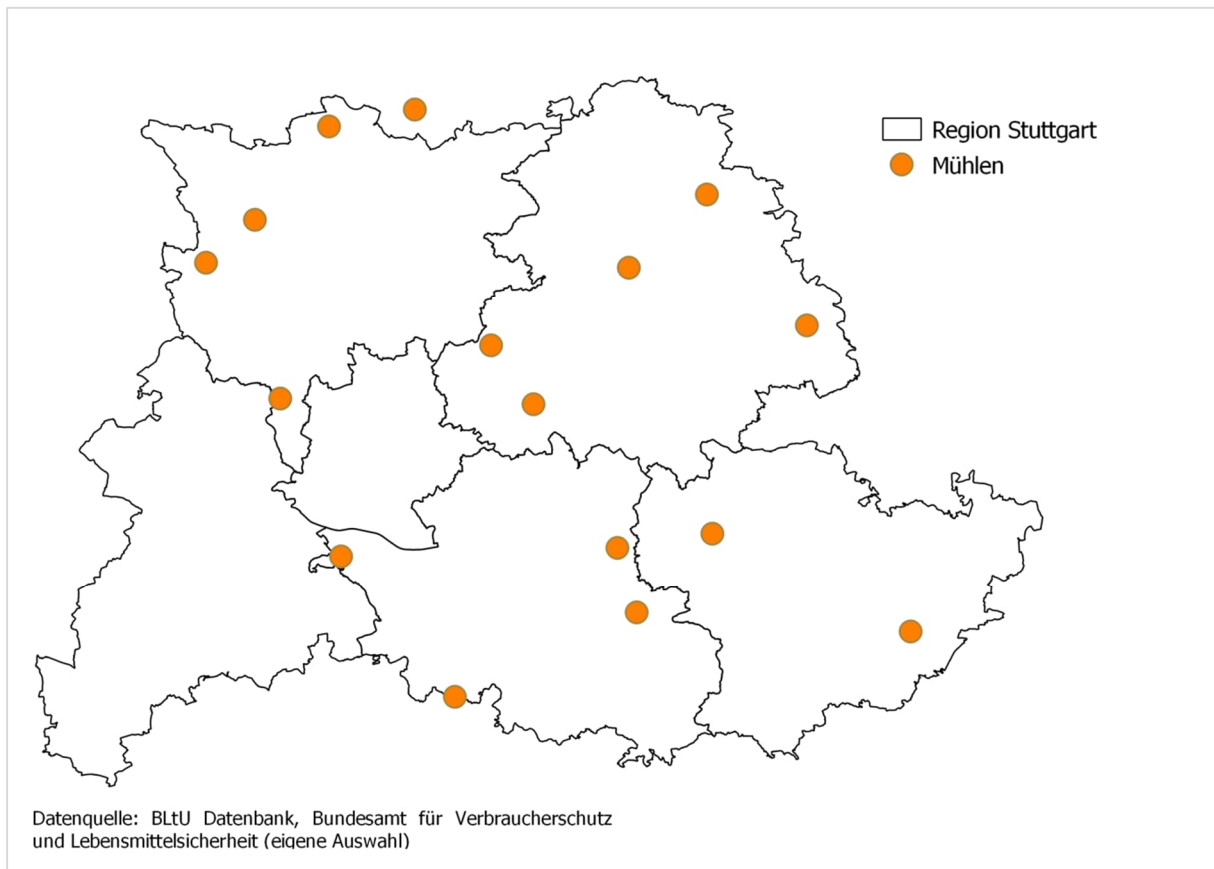 Region Stuttgart
Mühlen
Datenquelle: BLtU Datenbank, Bundesamt für Verbraucherschutz
und Lebensmittelsicherheit (eigene Auswahl)